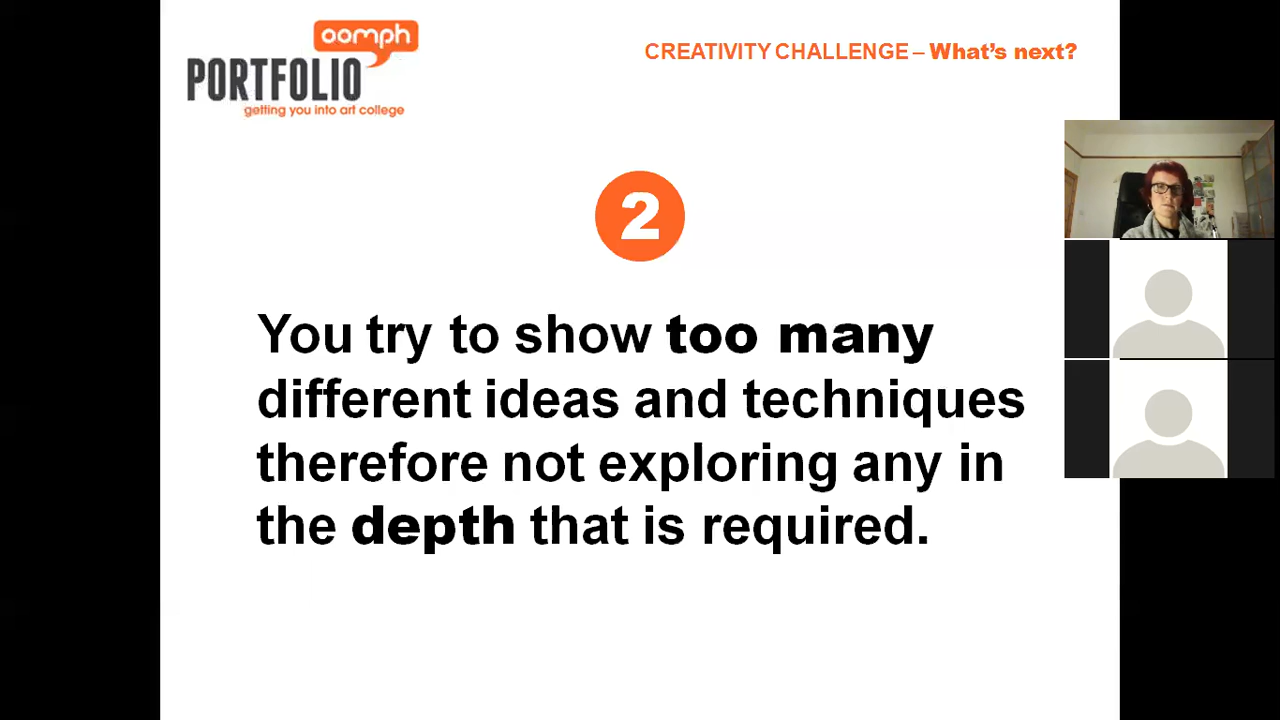 oomph
PORTFOLIO
getting you into art college
CREATIVITY CHALLENGE – What's next?
2
You try to show too many
different ideas and techniques
therefore not exploring any in
the depth that is required.